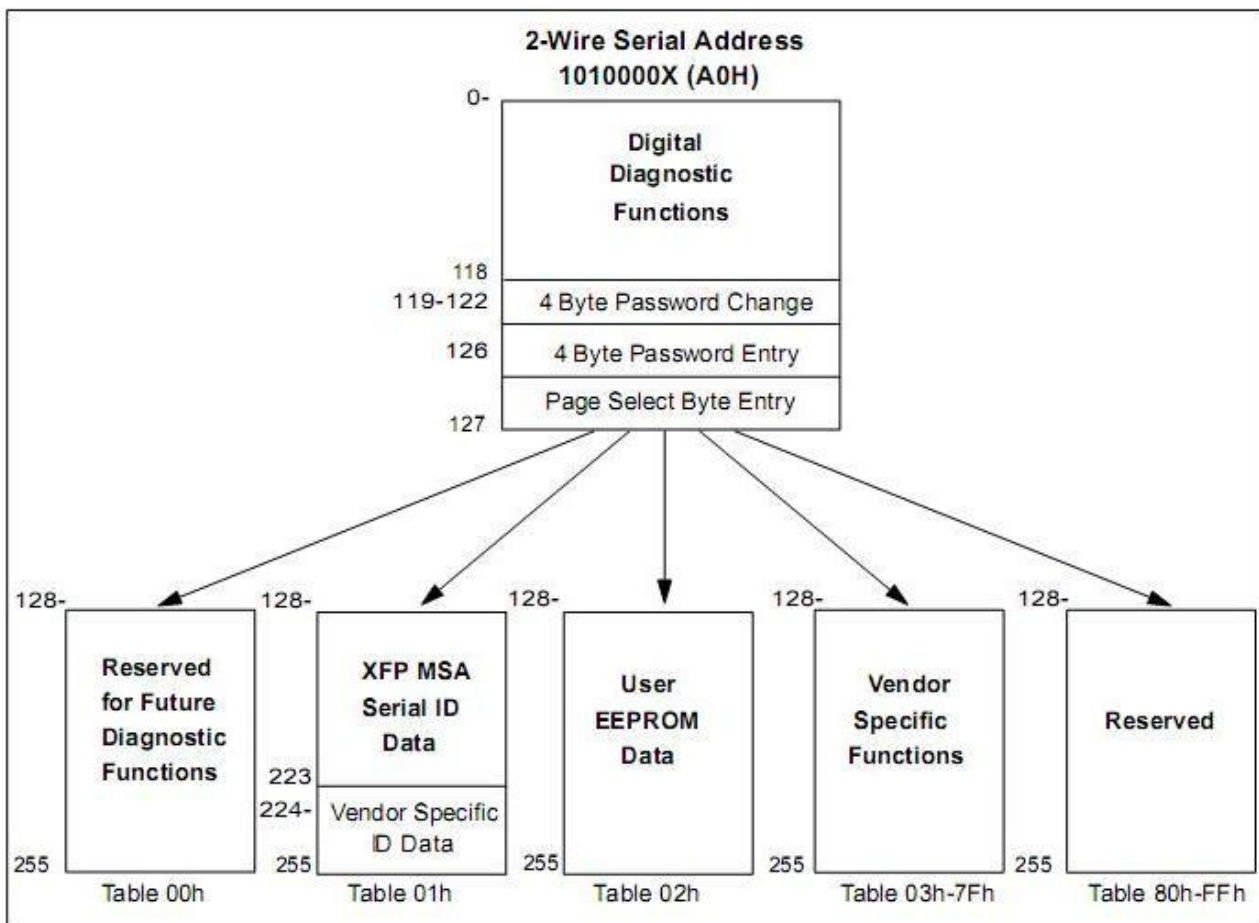 2-Wire Serial Address
1010000X (A0H)
0-
Digital
Diagnostic
Functions
118
119-122
4 Byte Password Change
126
4 Byte Password Entry
Page Select Byte Entry
127
128-
Reserved
for Future
Diagnostic
Functions
255
Table 00h
128-
XFP MSA
Serial ID
Data
223
224-
Vendor Specific
ID Data
255
Table 01h
128-
User
EEPROM
Data
255
Table 02h
128-
Vendor
Specific
Functions
255
Table 03h-7Fh
128-
Reserved
255
Table 80h-FFh